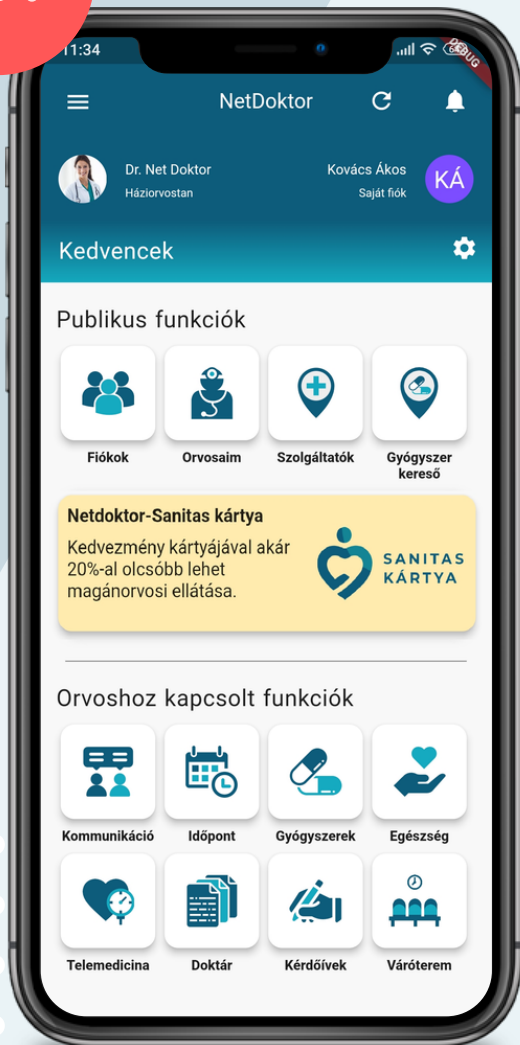 11:34
DEBUG
NetDoktor
Dr. Net Doktor
Háziorvostan
Kovács Ákos
Saját fiók
KÁ
Kedvencek
Publikus funkciók
Fiókok
Orvosaim
Szolgáltatók
Gyógyszer
kereső
Netdoktor-Sanitas kártya
Kedvezmény kártyájával akár
20%-al olcsóbb lehet
magánorvosi ellátása.
SANITAS
KÁRTYA
Orvoshoz kapcsolt funkciók
Kommunikáció
Időpont
Gyógyszerek
Egészség
Telemedicina
Doktár
Kérdőívek
Váróterem